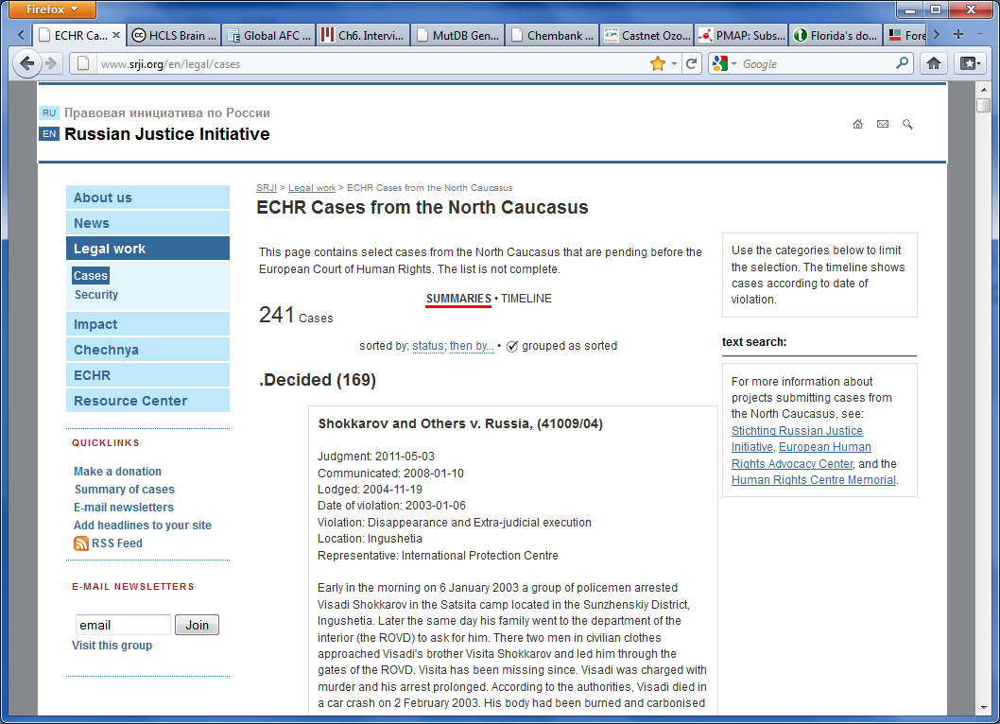 Firefox
ECHR Ca...
HCLS Brain ...
Global AFC ...
Ch6. Intervi...
MutDB Gen...
Chembank ...
Castnet Ozo...
PMAP: Subs...
Florida's do...
Fore
www.srji.org/en/legal/cases
Google
RU Правовая инициатива по России
EN Russian Justice Initiative
About us
News
Legal work
Cases
Security
Impact
Chechnya
ECHR
Resource Center
QUICKLINKS
Make a donation
Summary of cases
E-mail newsletters
Add headlines to your site
RSS Feed
E-MAIL NEWSLETTERS
email Join
Visit this group
SRJI > Legal work > ECHR Cases from the North Caucasus
ECHR Cases from the North Caucasus
This page contains select cases from the North Caucasus that are pending before the
European Court of Human Rights. The list is not complete.
SUMMARIES • TIMELINE
241 Cases
sorted by: status; then by... • grouped as sorted
.Decided (169)
Shokkarov and Others v. Russia, (41009/04)
Judgment: 2011-05-03
Communicated: 2008-01-10
Lodged: 2004-11-19
Date of violation: 2003-01-06
Violation: Disappearance and Extra-judicial execution
Location: Ingushetia
Representative: International Protection Centre
Early in the morning on 6 January 2003 a group of policemen arrested
Visadi Shokkarov in the Satsita camp located in the Sunzhenskiy District,
Ingushetia. Later the same day his family went to the department of the
interior (the ROVD) to ask for him. There two men in civilian clothes
approached Visadi's brother Visita Shokkarov and led him through the
gates of the ROVD. Visita has been missing since. Visadi was charged with
murder and his arrest prolonged. According to the authorities, Visadi died in
a car crash on 2 February 2003. His body had been burned and carbonised
Use the categories below to limit
the selection. The timeline shows
cases according to date of
violation.
text search:
For more information about
projects submitting cases from
the North Caucasus, see:
Stichting Russian Justice
Initiative, European Human
Rights Advocacy Center, and the
Human Rights Centre Memorial.